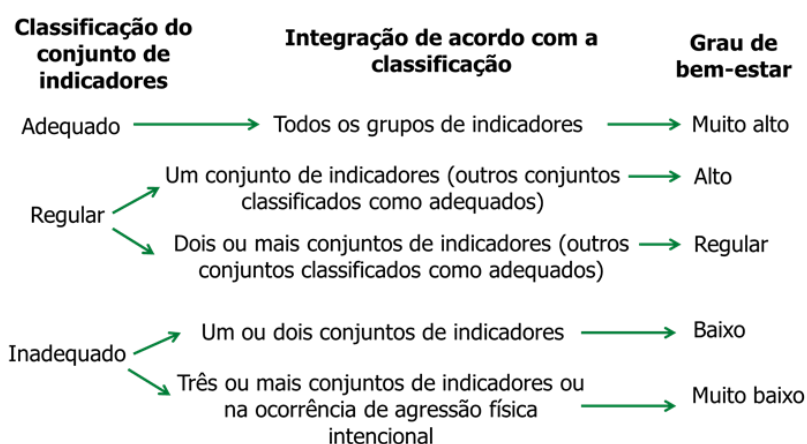 Classificação do
conjunto de
indicadores
Integração de acordo com a
classificação
Grau de
bem-estar
Adequado
Todos os grupos de indicadores
Muito alto
Regular
Um conjunto de indicadores (outros conjuntos
classificados como adequados)
Alto
Dois ou mais conjuntos de indicadores (outros
conjuntos classificados como adequados)
Regular
Inadequado
Um ou dois conjuntos de indicadores
Baixo
Três ou mais conjuntos de indicadores ou
na ocorrência de agressão física
intencional
Muito baixo